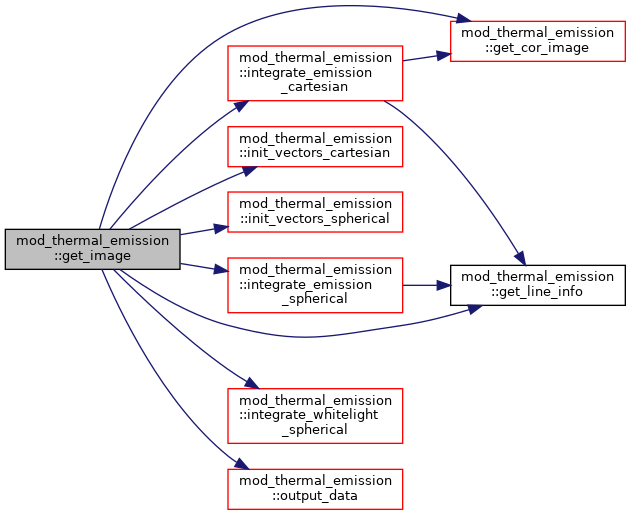 mod_thermal_emission
::get_image
mod_thermal_emission
::integrate_emission
_cartesian
mod_thermal_emission
::init_vectors_cartesian
mod_thermal_emission
::init_vectors_spherical
mod_thermal_emission
::integrate_emission
_spherical
mod_thermal_emission
::integrate_whitelight
_spherical
mod_thermal_emission
::output_data
mod_thermal_emission
::get_cor_image
mod_thermal_emission
::get_line_info